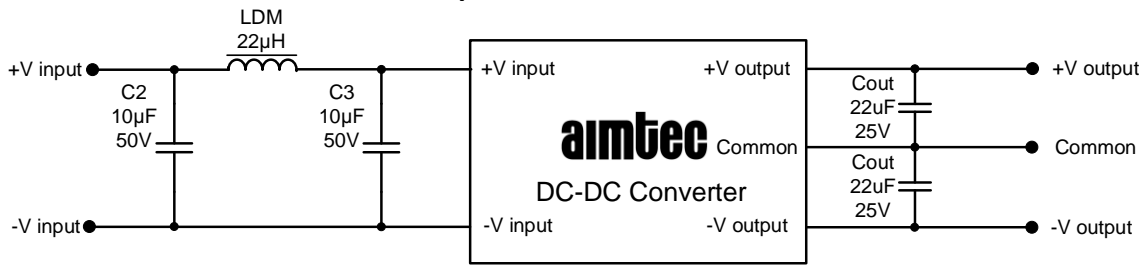 LDM
22µH
+V input
C2
10µF
50V
C3
10µF
50V
-V input
+V input
+V output
aimtec
Common
DC-DC Converter
-V input
-V output
Cout
22uF
25V
Cout
22uF
25V
+V output
Common
-V output